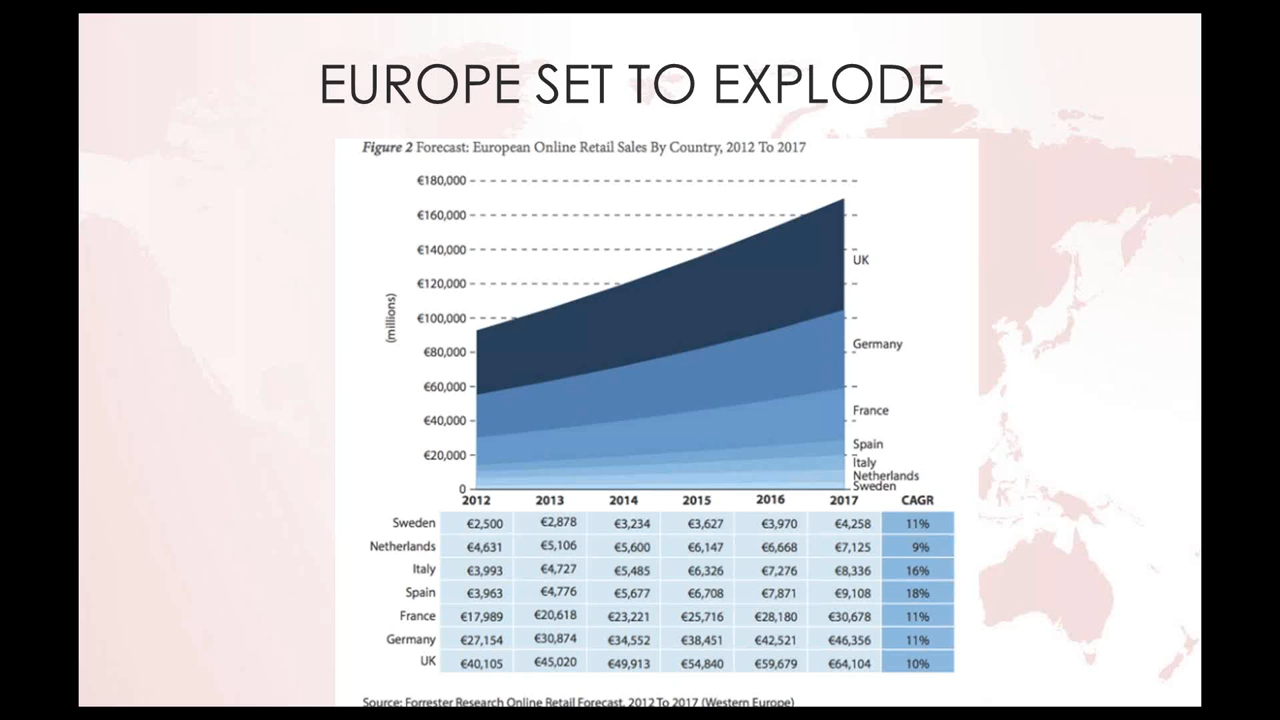 EUROPE SET TO EXPLODE
Figure 2 Forecast: European Online Retail Sales By Country, 2012 To 2017
€180,000
€160,000
€140,000
€120,000
€100,000
€80,000
€60,000
€40,000
€20,000
0
(millions)
UK
Germany
France
Spain
Italy
Netherlands
Sweden
2012 2013 2014 2015 2016 2017 CAGR
Sweden €2,500 €2,878 €3,234 €3,627 €3,970 €4,258 11%
Netherlands €4,631 €5,106 €5,600 €6,147 €6,668 €7,125 9%
Italy €3,993 €4,727 €5,485 €6,326 €7,276 €8,336 16%
Spain €3,963 €4,776 €5,677 €6,708 €7,871 €9,108 18%
France €17,989 €20,618 €23,221 €25,716 €28,180 €30,678 11%
Germany €27,154 €30,874 €34,552 €38,451 €42,521 €46,356 11%
UK €40,105 €45,020 €49,913 €54,840 €59,679 €64,104 10%
Source: Forrester Research Online Retail Forecast, 2012 To 2017 (Western Europe)